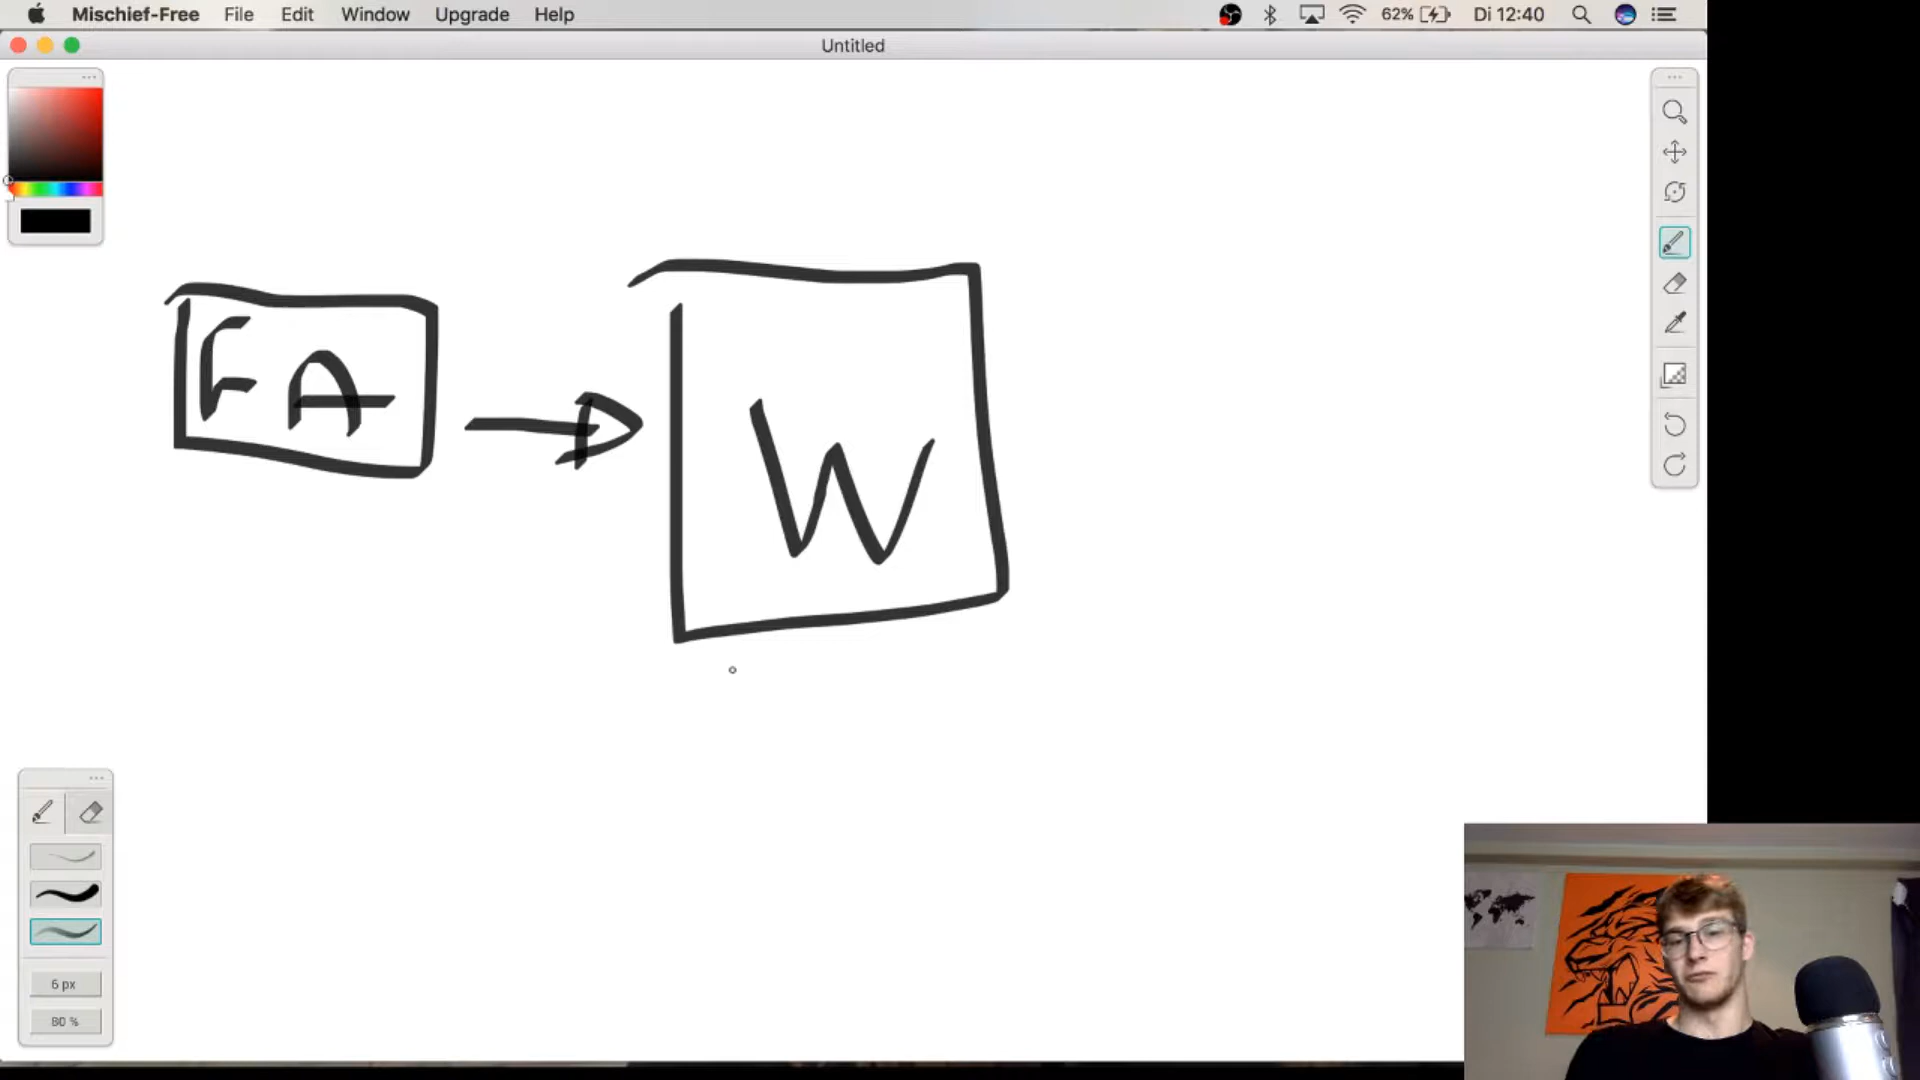 Mischief-Free File Edit Window Upgrade Help 62% Di 12:40
Untitled
FA
W
6 px
80 %